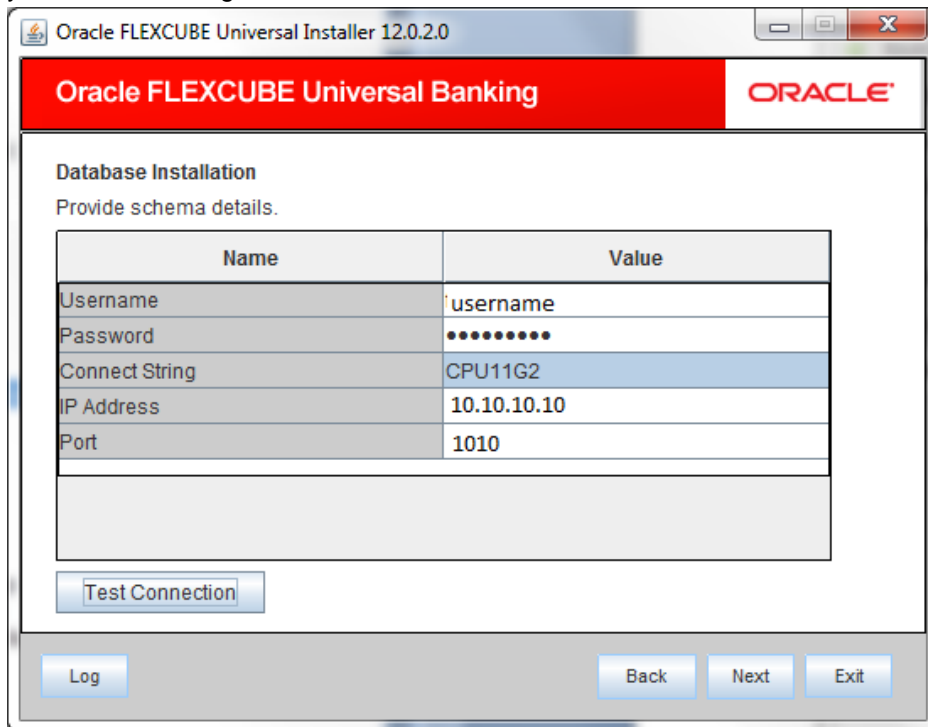 Oracle FLEXCUBE Universal Installer 12.0.2.0
Oracle FLEXCUBE Universal Banking
ORACLE
Database Installation
Provide schema details.
Name Value
Username username
Password •••••••••
Connect String CPU11G2
IP Address 10.10.10.10
Port 1010
Test Connection
Log Back Next Exit